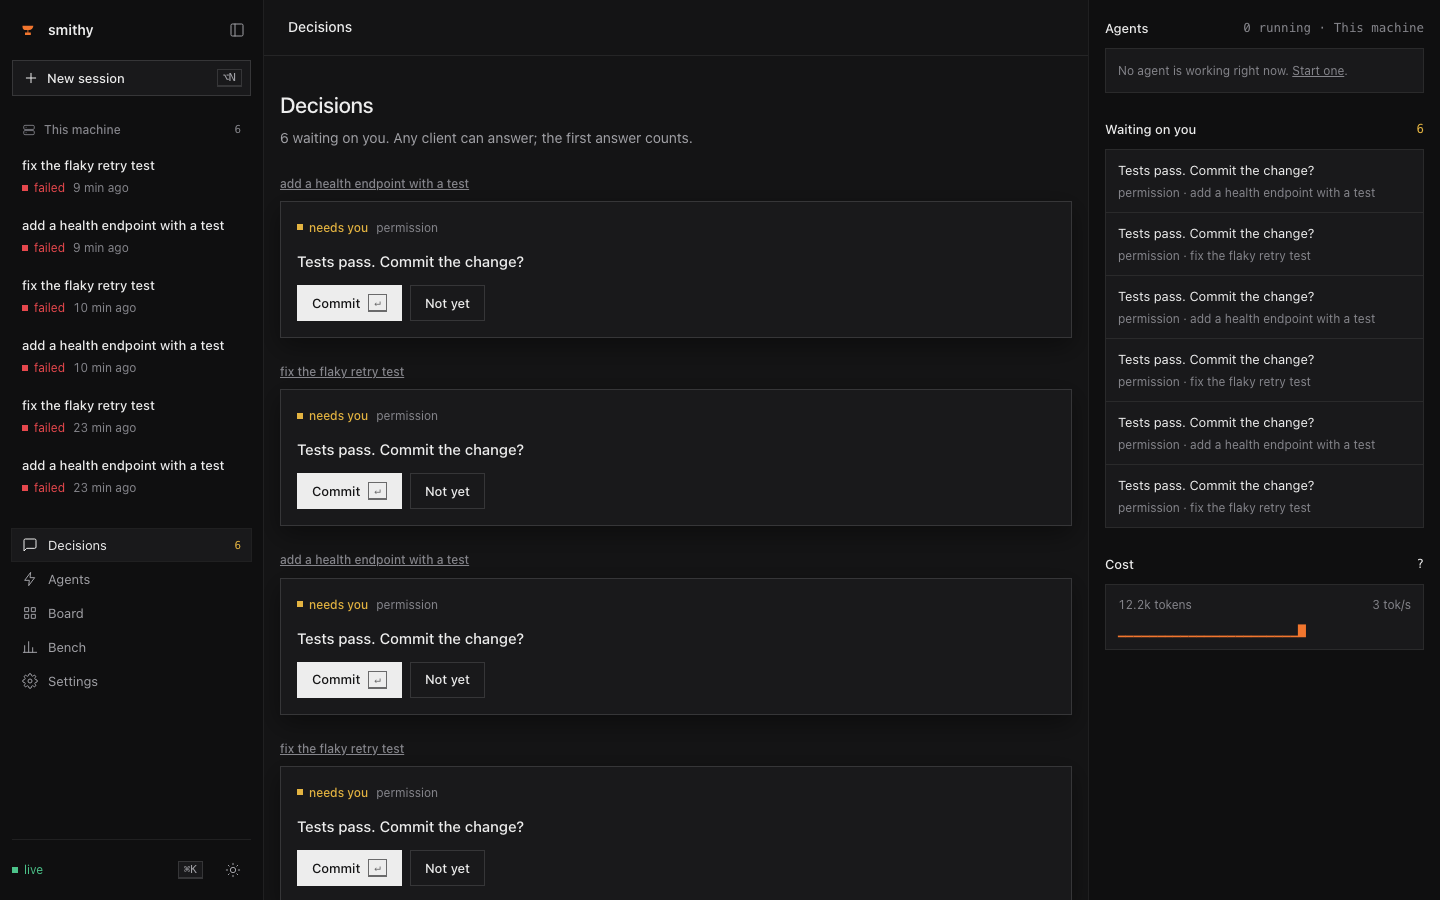 smithy
New session ⌥N
This machine 6
fix the flaky retry test
failed 9 min ago
add a health endpoint with a test
failed 9 min ago
fix the flaky retry test
failed 10 min ago
add a health endpoint with a test
failed 10 min ago
fix the flaky retry test
failed 23 min ago
add a health endpoint with a test
failed 23 min ago
Decisions 6
Agents
Board
Bench
Settings
live ⌘K
Decisions
Decisions
6 waiting on you. Any client can answer; the first answer counts.
add a health endpoint with a test
needs you permission
Tests pass. Commit the change?
Commit ↵ Not yet
fix the flaky retry test
needs you permission
Tests pass. Commit the change?
Commit ↵ Not yet
add a health endpoint with a test
needs you permission
Tests pass. Commit the change?
Commit ↵ Not yet
fix the flaky retry test
needs you permission
Tests pass. Commit the change?
Commit ↵ Not yet
Agents 0 running · This machine
No agent is working right now. Start one.
Waiting on you 6
Tests pass. Commit the change?
permission · add a health endpoint with a test
Tests pass. Commit the change?
permission · fix the flaky retry test
Tests pass. Commit the change?
permission · add a health endpoint with a test
Tests pass. Commit the change?
permission · fix the flaky retry test
Tests pass. Commit the change?
permission · add a health endpoint with a test
Tests pass. Commit the change?
permission · fix the flaky retry test
Cost ?
12.2k tokens 3 tok/s